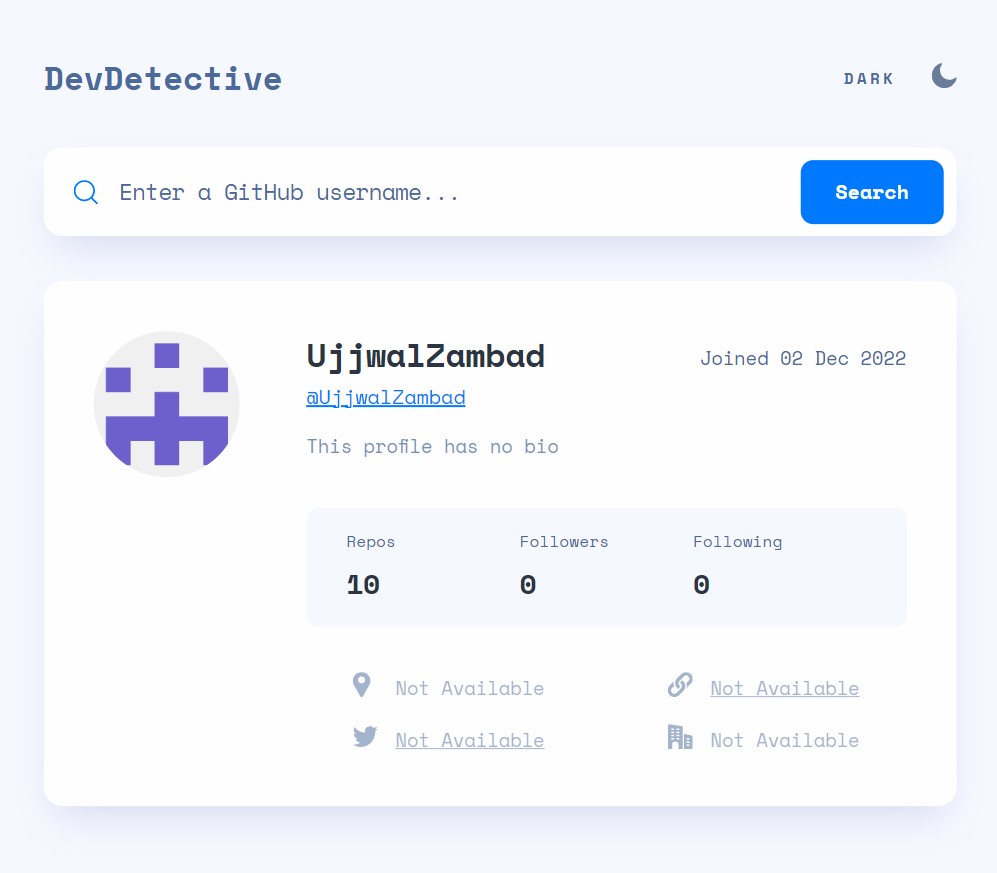 DevDetective
DARK
Enter a GitHub username...
Search
UjjwalZambad
Joined 02 Dec 2022
@UjjwalZambad
This profile has no bio
Repos Followers Following
10 0 0
Not Available Not Available
Not Available Not Available